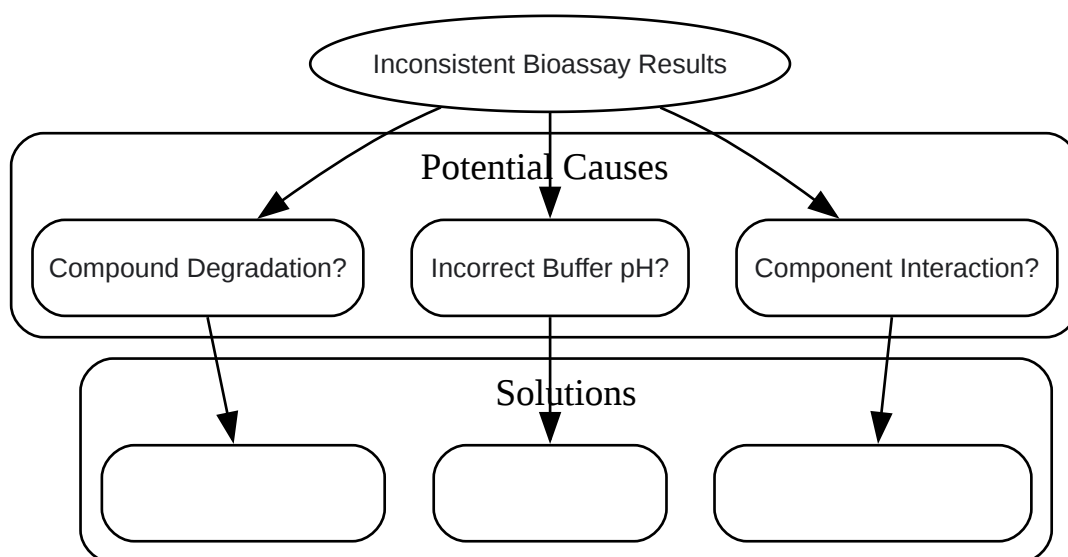 Inconsistent Bioassay Results
Potential Causes
Compound Degradation?
Incorrect Buffer pH?
Component Interaction?
Solutions